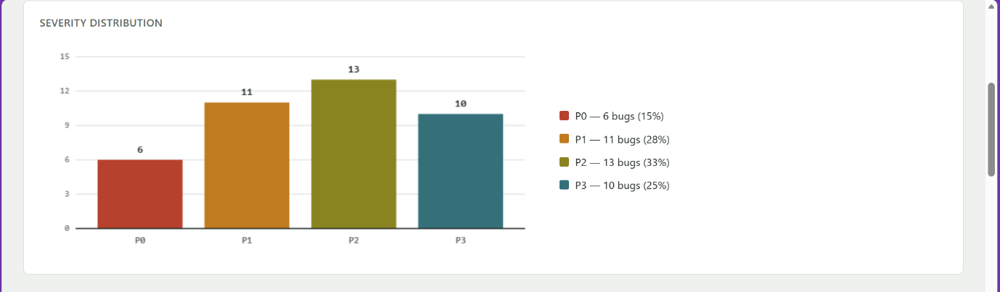 SEVERITY DISTRIBUTION
15
12
9
6
3
0
6
11
13
10
P0
P1
P2
P3
P0 — 6 bugs (15%)
P1 — 11 bugs (28%)
P2 — 13 bugs (33%)
P3 — 10 bugs (25%)